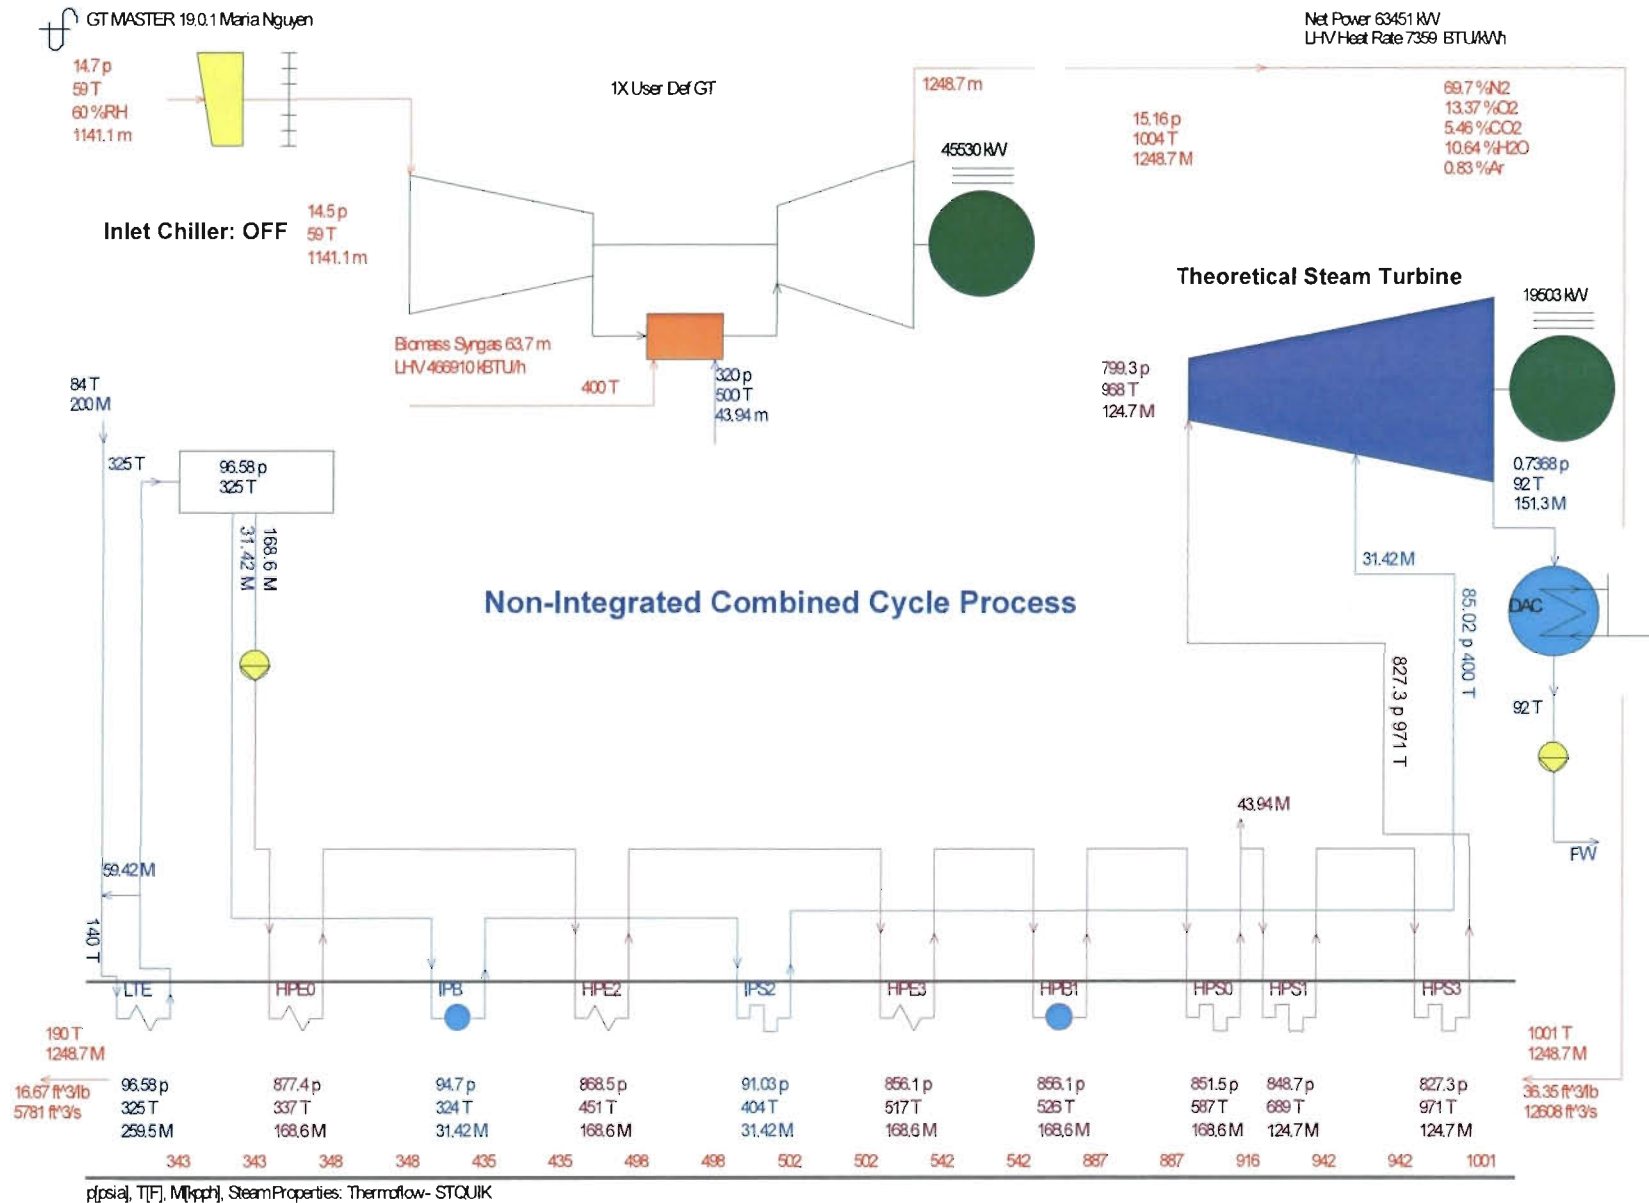 GT MASTER 19.0.1 Maria Nguyen
Net Power 63451 kW
LHV Heat Rate 7359 BTU/kWh
14.7 p
59 T
60 %RH
1141.1 m
1X User Def GT
1248.7 m
15.16 p
1004 T
1248.7 M
69.7 %N2
13.37 %O2
5.46 %CO2
10.64 %H2O
0.83 %Ar
45530 kW
Inlet Chiller: OFF
14.5 p
59 T
1141.1 m
Theoretical Steam Turbine
19503 kW
Biomass Syngas 63.7 m
LHV 466910 kBTU/h
400 T
320 p
500 T
43.94 m
799.3 p
968 T
124.7 M
84 T
200 M
325 T
96.58 p
325 T
0.7368 p
92 T
151.3 M
31.42 M
168.6 M
31.42 M
85.02 p 400 T
DAC
Non-Integrated Combined Cycle Process
827.3 p 971 T
92 T
FW
43.94 M
59.42 M
140 T
LTE
HPE0
IPB
HPE2
IPS2
HPE3
HPB1
HPS0
HPS1
HPS3
190 T
1248.7 M
16.67 ft^3/lb
5781 ft^3/s
1001 T
1248.7 M
36.35 ft^3/lb
12608 ft^3/s
96.58 p
325 T
259.5 M
877.4 p
337 T
168.6 M
94.7 p
324 T
31.42 M
868.5 p
451 T
168.6 M
91.03 p
404 T
31.42 M
856.1 p
517 T
168.6 M
856.1 p
526 T
168.6 M
851.5 p
587 T
168.6 M
848.7 p
689 T
124.7 M
827.3 p
971 T
124.7 M
343 343 348 348 435 435 498 498 502 502 542 542 887 887 916 942 942 1001
p[psia], T[F], M[kpph], Steam Properties: Thermoflow - STQUIK